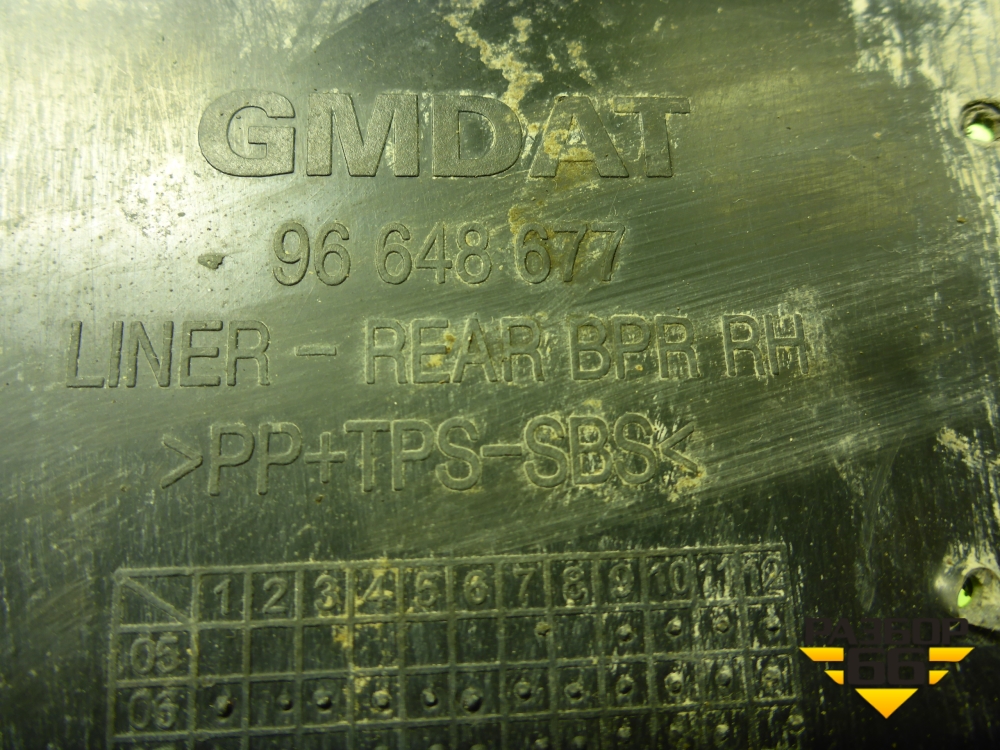 GMDAT
96 648 677
LINER - REAR BPR RH
>PP+TPS-SBS<
1 2 3 4 5 6 7 8 9 10 11 12
05
06
РАЗБОР
66